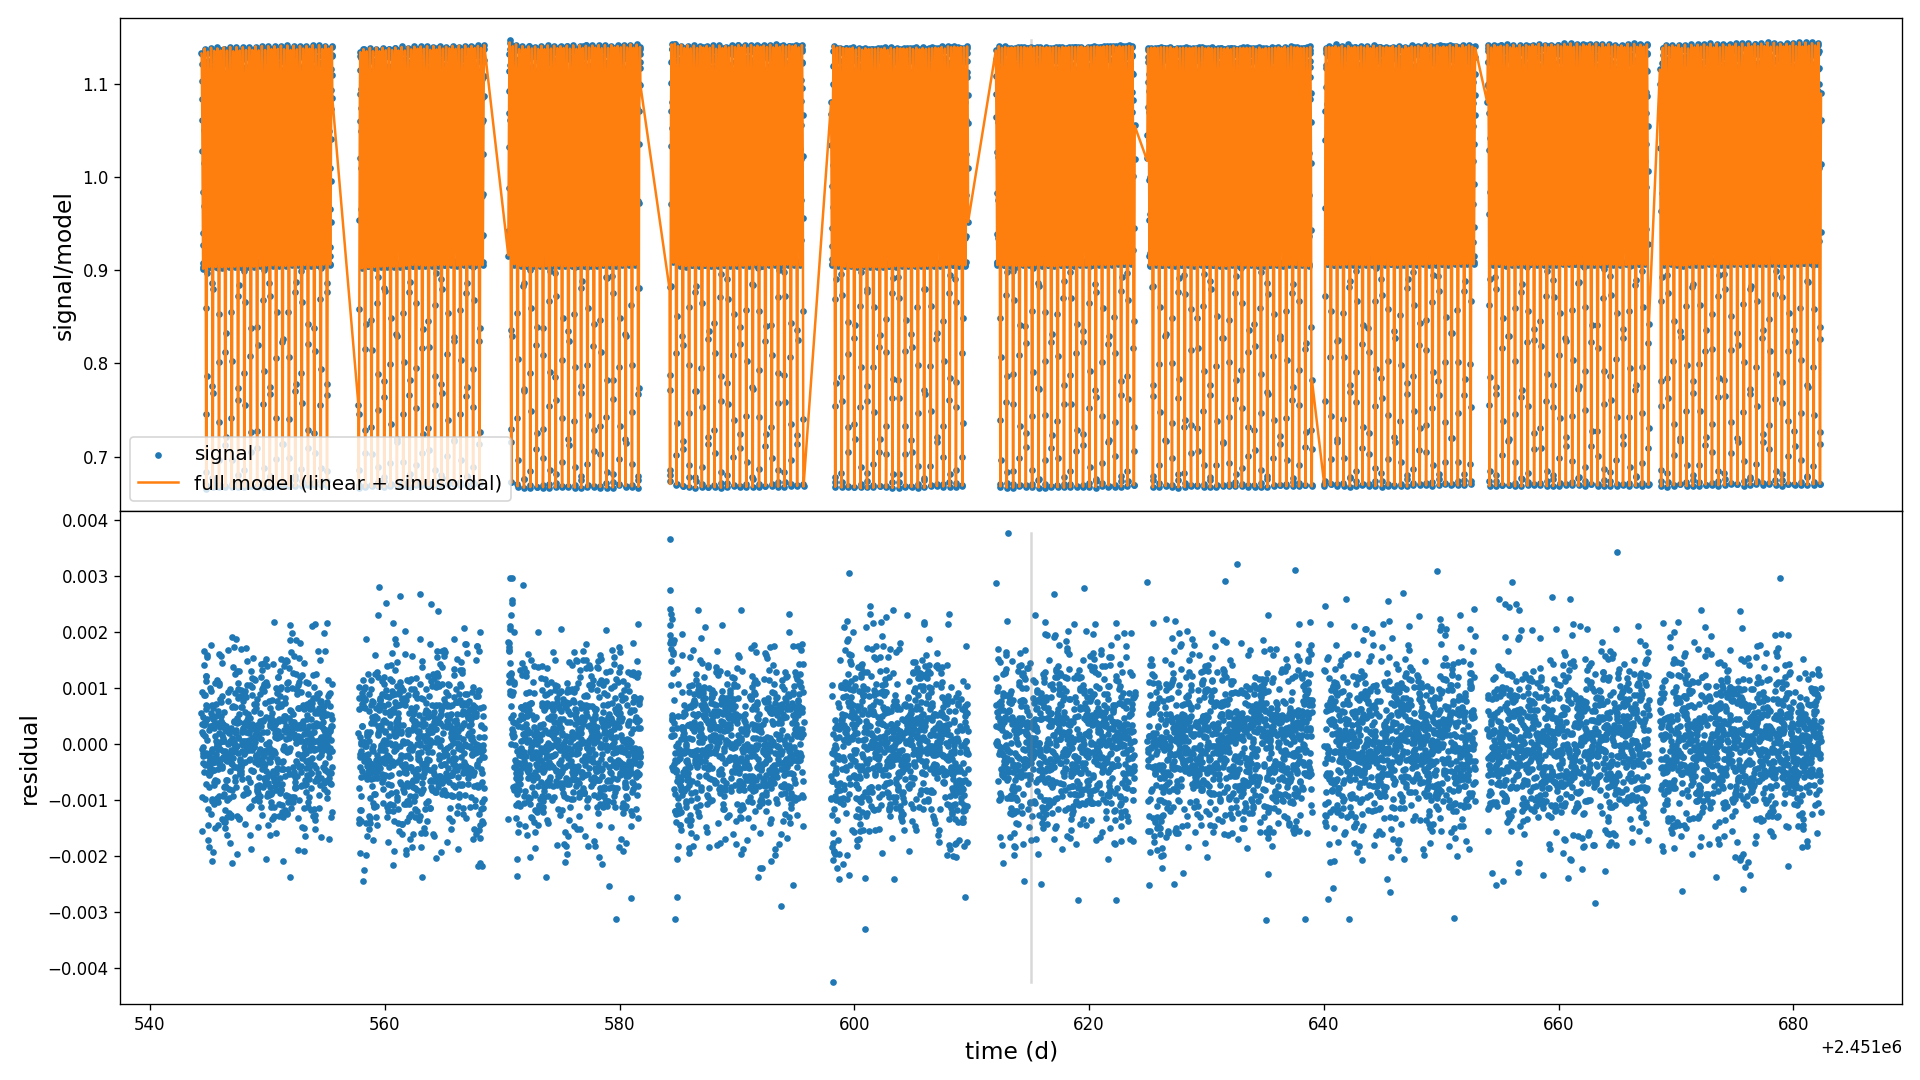 1.1
1.0
0.9
0.8
0.7
signal/model
signal
full model (linear + sinusoidal)
0.004
0.003
0.002
0.001
0.000
−0.001
−0.002
−0.003
−0.004
residual
540 560 580 600 620 640 660 680
time (d)
+2.451e6